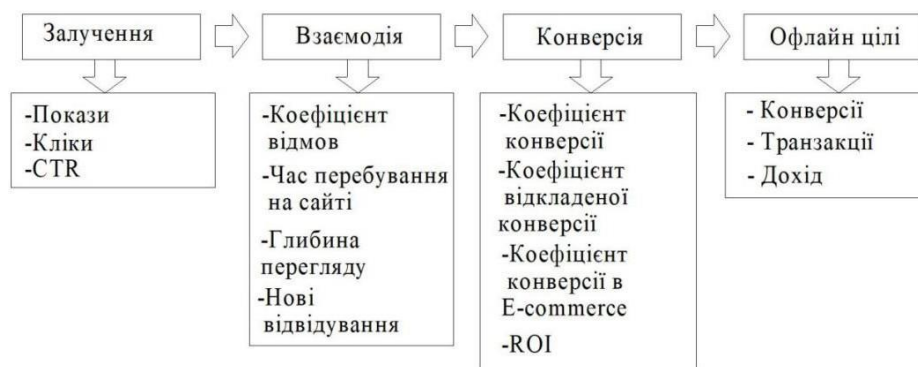 Залучення
Взаємодія
Конверсія
Офлайн цілі
-Покази
-Кліки
-CTR
-Коефіцієнт
відмов
-Час перебування
на сайті
-Глибина
перегляду
-Нові
відвідування
-Коефіцієнт
конверсії
-Коефіцієнт
відкладеної
конверсії
-Коефіцієнт
конверсії в
E-commerce
-ROI
- Конверсії
- Транзакції
- Дохід